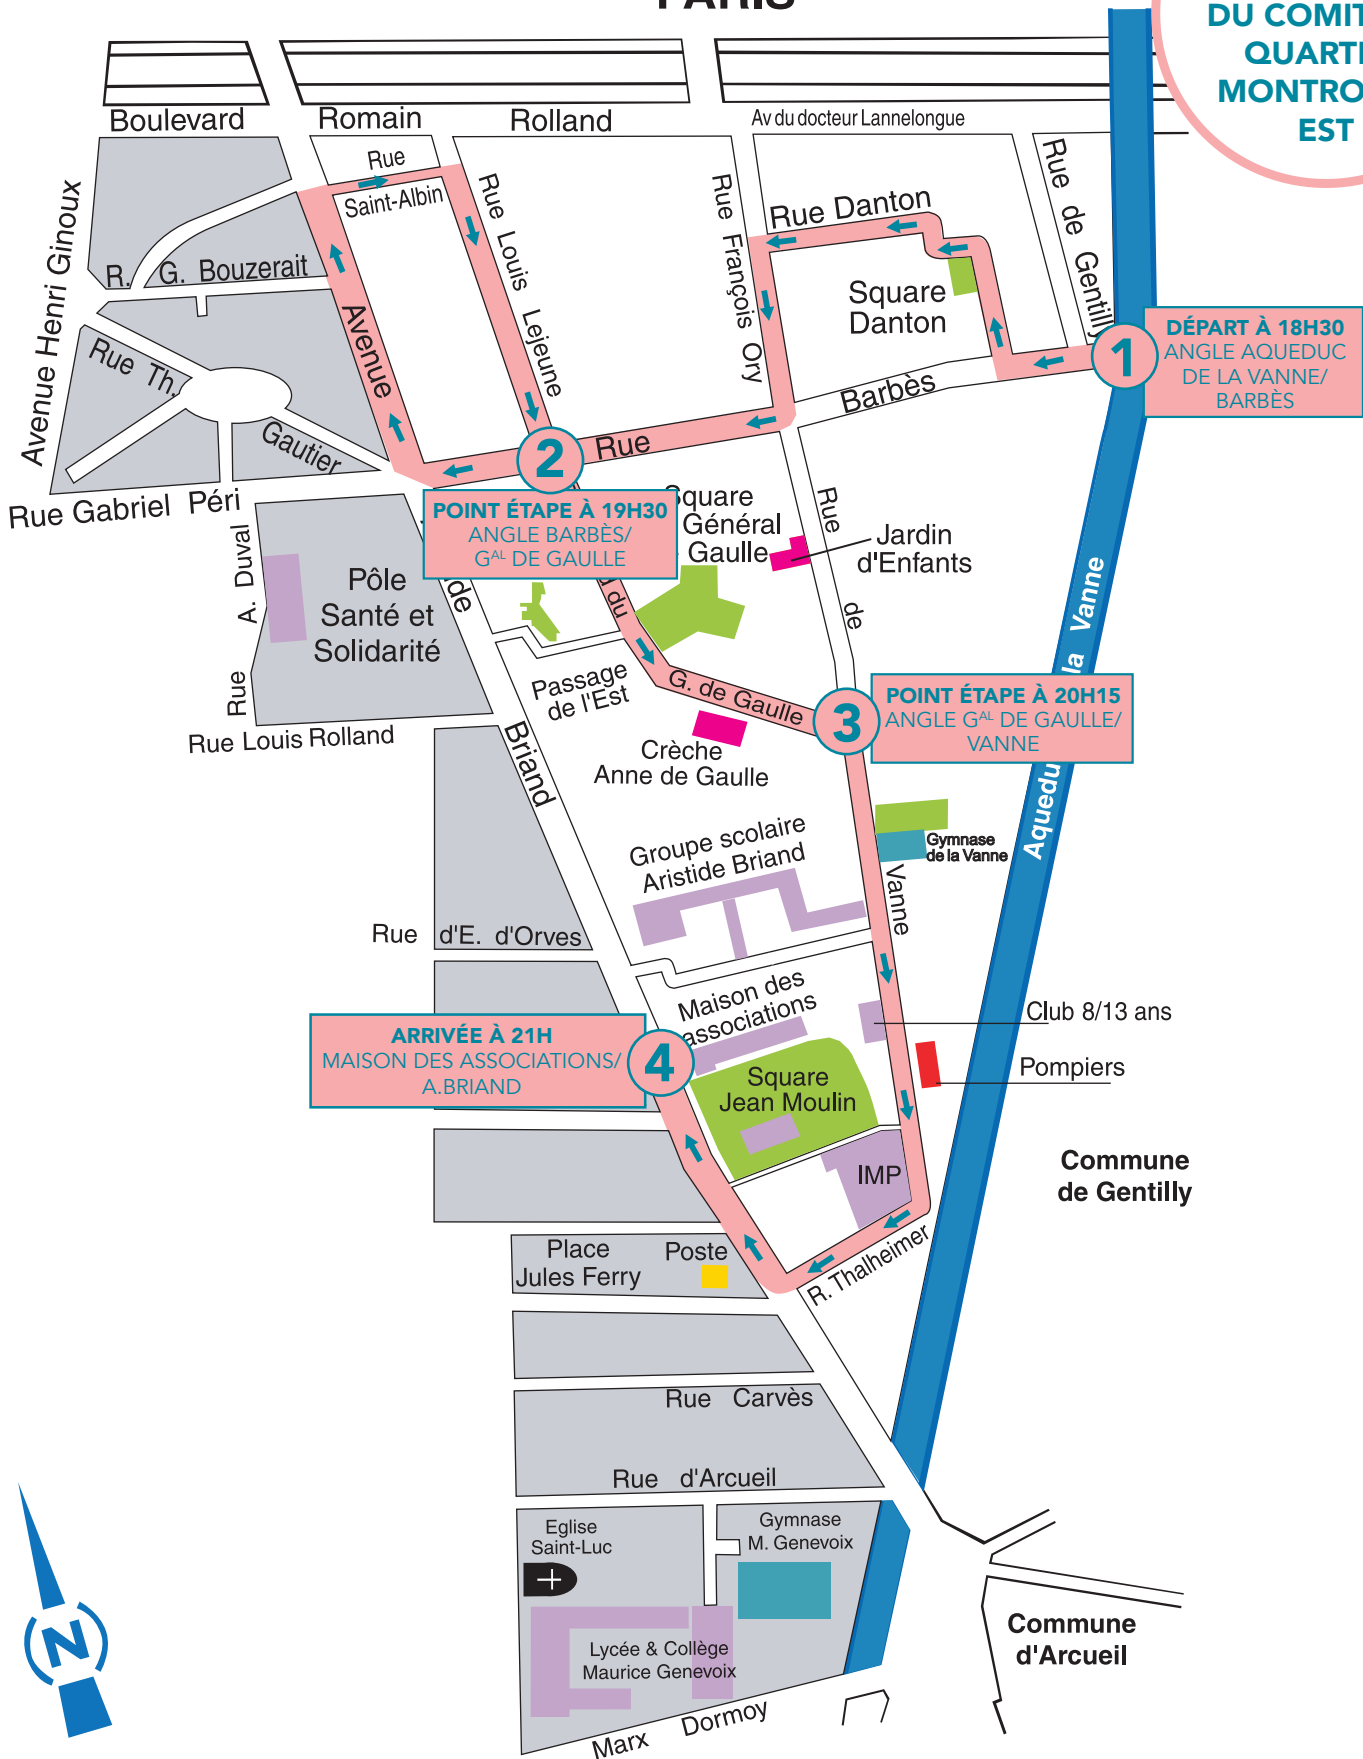 PARIS
DU COMIT
QUARTI
MONTRO
EST
Boulevard Romain Rolland
Av du docteur Lannelongue
Rue
Saint-Albin
Rue Louis Lejeune
Rue François Ory
Rue Danton
Rue de Gentilly
Avenue Henri Ginoux
R. G. Bouzerait
Square
Danton
1
DÉPART À 18H30
ANGLE AQUEDUC
DE LA VANNE/
BARBÈS
Avenue
Rue Th.
Gautier
Rue Barbès
2
POINT ÉTAPE À 19H30
ANGLE BARBÈS/
GAL DE GAULLE
Rue Gabriel Péri
Square
Général
Gaulle
Jardin
d'Enfants
Rue de Vanne
Rue A. Duval
Pôle
Santé et
Solidarité
de
du
G. de Gaulle
Passage
de l'Est
3
POINT ÉTAPE À 20H15
ANGLE GAL DE GAULLE/
VANNE
Aquedu la Vanne
Rue Louis Rolland
Briand
Crèche
Anne de Gaulle
Groupe scolaire
Aristide Briand
Gymnase
de la Vanne
Rue d'E. d'Orves
Maison des
associations
Club 8/13 ans
ARRIVÉE À 21H
MAISON DES ASSOCIATIONS/
A.BRIAND
4
Pompiers
Square
Jean Moulin
IMP
Commune
de Gentilly
Place
Jules Ferry
Poste
R. Thalheimer
Rue Carvès
Rue d'Arcueil
Eglise
Saint-Luc
Gymnase
M. Genevoix
Lycée & Collège
Maurice Genevoix
Commune
d'Arcueil
Marx Dormoy
N